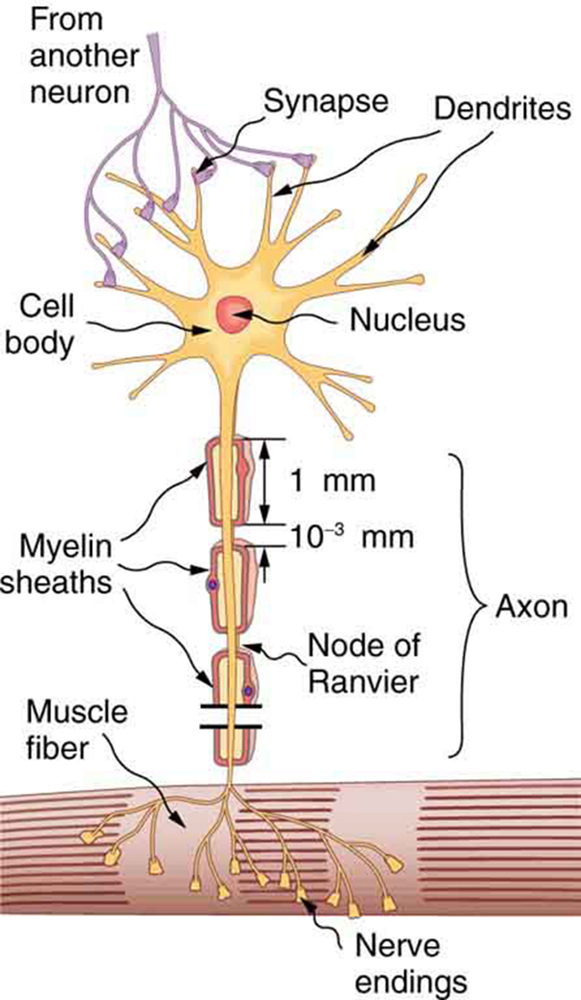 From
another
neuron
Synapse
Dendrites
Cell
body
Nucleus
1 mm
10⁻³ mm
Myelin
sheaths
Axon
Node of
Ranvier
Muscle
fiber
Nerve
endings